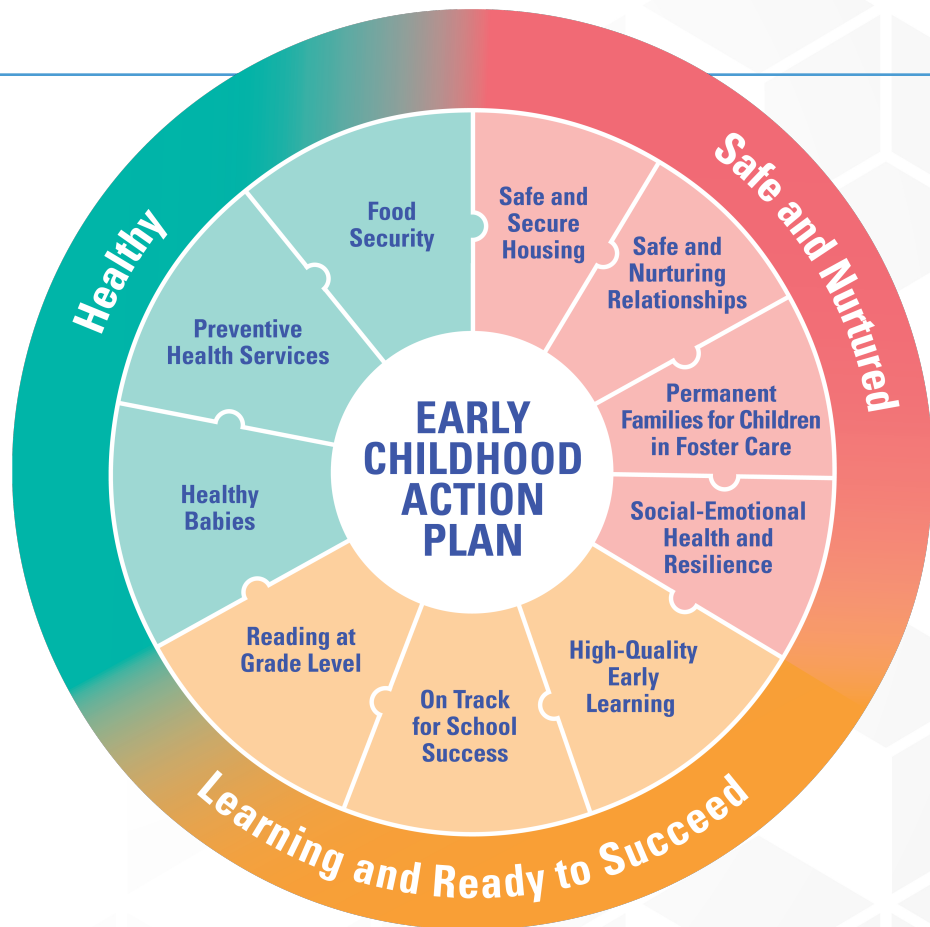 Healthy
Safe and Nurtured
Learning and Ready to Succeed
EARLY
CHILDHOOD
ACTION
PLAN
Food
Security
Safe and
Secure
Housing
Safe and
Nurturing
Relationships
Permanent
Families for Children
in Foster Care
Social-Emotional
Health and
Resilience
High-Quality
Early
Learning
On Track
for School
Success
Reading at
Grade Level
Healthy
Babies
Preventive
Health Services